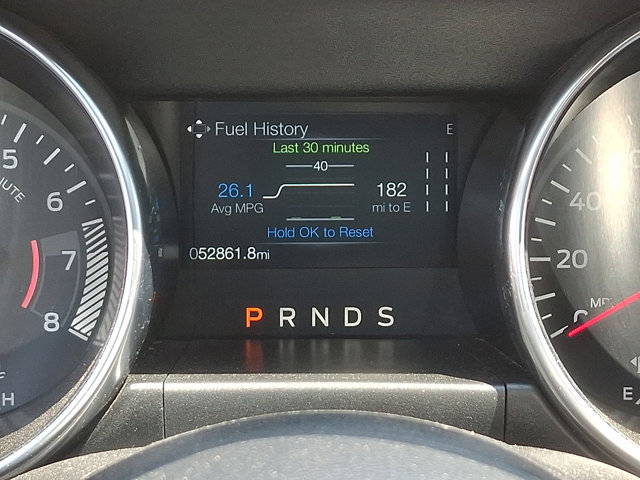 Fuel History
E
Last 30 minutes
40
26.1
182
Avg MPG
mi to E
Hold OK to Reset
052861.8mi
P R N D S
5
6
7
8
H
40
20
0
E